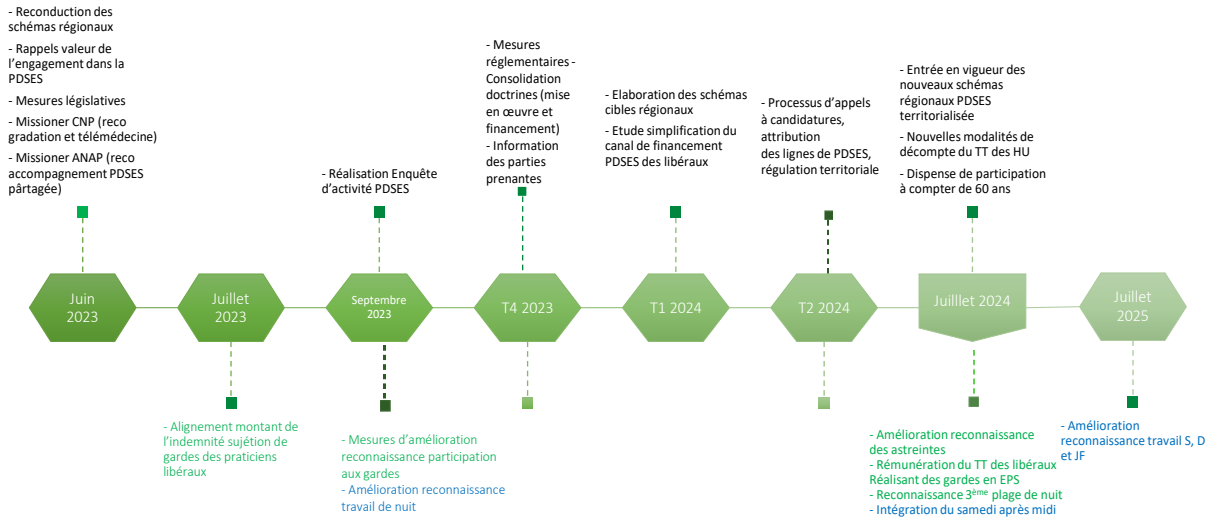 - Reconduction des
schémas régionaux
- Rappels valeur de
l'engagement dans la
PDSES
- Mesures législatives
- Missioner CNP (reco
gradation et télémédecine)
- Missioner ANAP (reco
accompagnement PDSES
pârtagée)
- Réalisation Enquête
d'activité PDSES
- Mesures
réglementaires -
Consolidation
doctrines (mise
en œuvre et
financement)
- Information
des parties
prenantes
- Elaboration des schémas
cibles régionaux
- Etude simplification du
canal de financement
PDSES des libéraux
- Processus d'appels
à candidatures,
attribution
des lignes de PDSES,
régulation territoriale
- Entrée en vigueur des
nouveaux schémas
régionaux PDSES
territorialisée
- Nouvelles modalités de
décompte du TT des HU
- Dispense de participation
à compter de 60 ans
Juin
2023
Juillet
2023
Septembre
2023
T4 2023
T1 2024
T2 2024
Juilllet 2024
Juillet
2025
- Alignement montant de
l'indemnité sujétion de
gardes des praticiens
libéraux
- Mesures d'amélioration
reconnaissance participation
aux gardes
- Amélioration reconnaissance
travail de nuit
- Amélioration reconnaissance
des astreintes
- Rémunération du TT des libéraux
Réalisant des gardes en EPS
- Reconnaissance 3ème plage de nuit
- Intégration du samedi après midi
- Amélioration
reconnaissance travail S, D
et JF